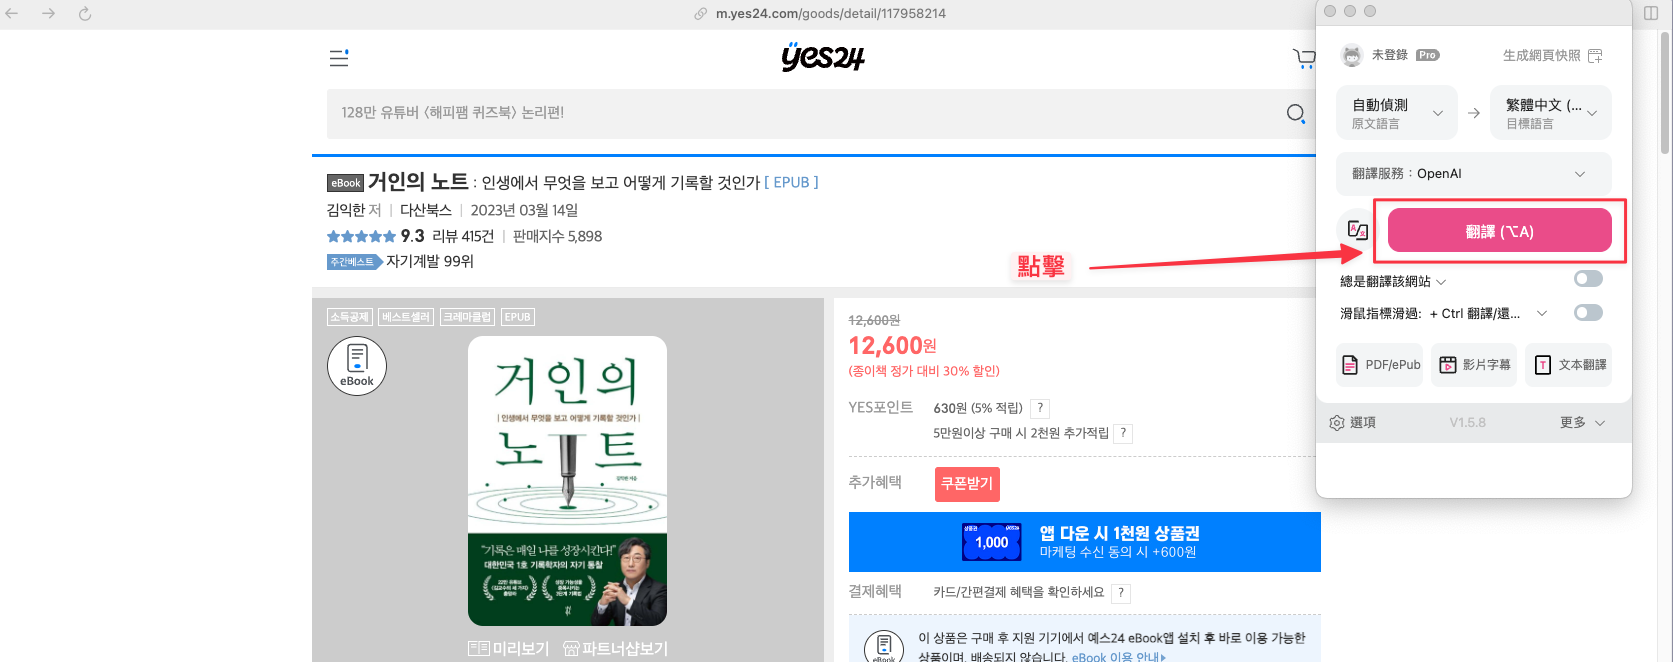 m.yes24.com/goods/detail/117958214
yes24
128만 유튜버 〈해피팸 퀴즈북〉 논리편!
eBook 거인의 노트 : 인생에서 무엇을 보고 어떻게 기록할 것인가 [ EPUB ]
김익한 저 | 다산북스 | 2023년 03월 14일
9.3 리뷰 415건 | 판매지수 5,898
주간베스트 자기계발 99위
소득공제 베스트셀러 크레마클럽 EPUB
eBook
거인의
| 인생에서 무엇을 보고 어떻게 기록할 것인가 |
노트
김익한 지음
“기록은 매일 나를 성장시킨다!”
대한민국 1호 기록학자의 자기 통찰
미리보기 파트너샵보기
12,600원
12,600원
(종이책 정가 대비 30% 할인)
YES포인트 630원 (5% 적립) ?
5만원이상 구매 시 2천원 추가적립 ?
추가혜택 쿠폰받기
상품권 yes24
1,000
앱 다운 시 1천원 상품권
마케팅 수신 동의 시 +600원
결제혜택 카드/간편결제 혜택을 확인하세요 ?
eBook
이 상품은 구매 후 지원 기기에서 예스24 eBook앱 설치 후 바로 이용 가능한
상품이며, 배송되지 않습니다. eBook 이용 안내
點擊
未登錄 Pro 生成網頁快照
自動偵測
原文語言
繁體中文 (...
目標語言
翻譯服務：OpenAI
翻譯 (⌥A)
總是翻譯該網站
滑鼠指標滑過: + Ctrl 翻譯/還...
PDF/ePub 影片字幕 文本翻譯
選項 V1.5.8 更多